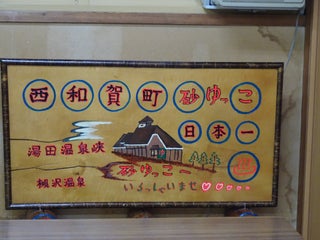 西和賀町 砂ゆっこ
日本一
湯田温泉峡
砂ゆっこ
槻沢温泉
いらっしゃいませ